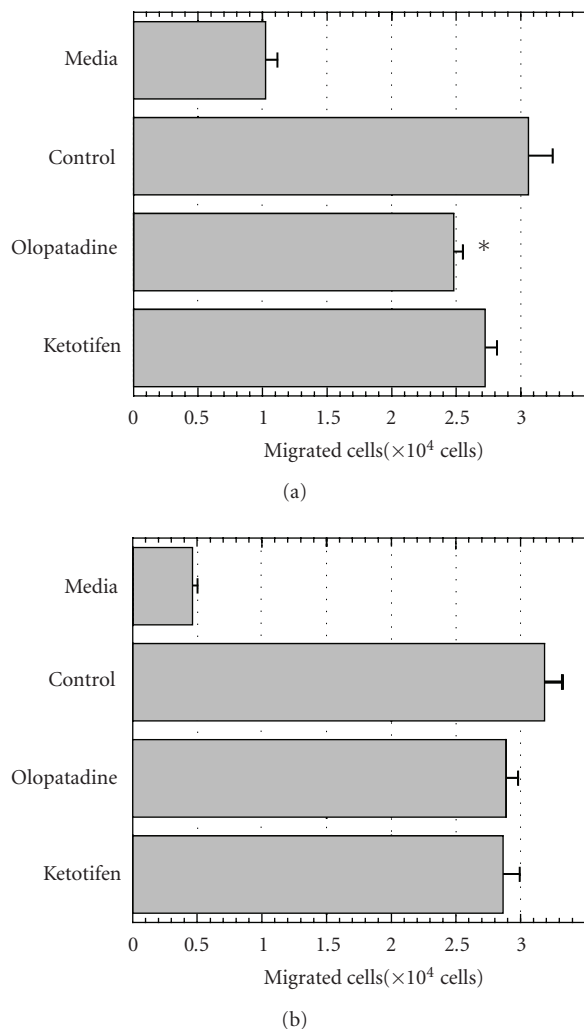 Media
Control
Olopatadine
*
Ketotifen
0 0.5 1 1.5 2 2.5 3
Migrated cells(×10⁴ cells)
(a)
Media
Control
Olopatadine
Ketotifen
0 0.5 1 1.5 2 2.5 3
Migrated cells(×10⁴ cells)
(b)